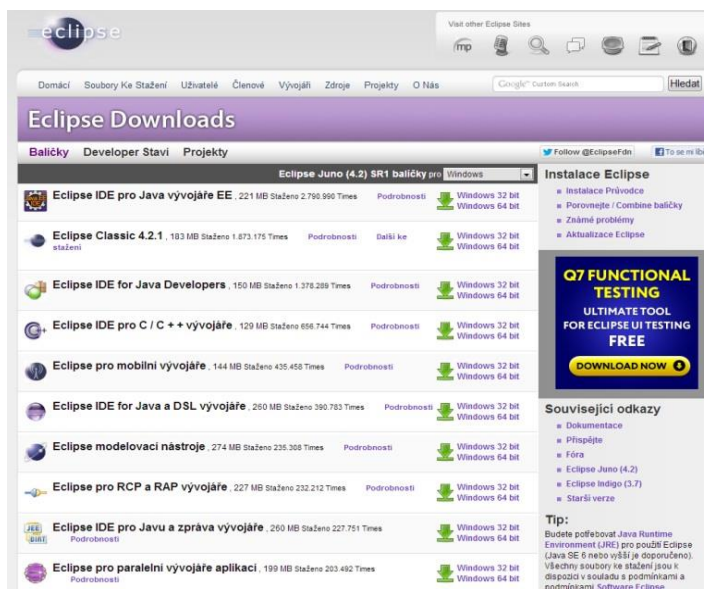 eclipse
Visit other Eclipse Sites
mp
Domácí Soubory Ke Stažení Uživatelé Členové Vývojáři Zdroje Projekty O Nás
Google™ Custom Search Hledat
Eclipse Downloads
Balíčky Developer Staví Projekty
Follow @EclipseFdn
To se mi líbí
Eclipse Juno (4.2) SR1 balíčky pro Windows
Eclipse IDE pro Java vývojáře EE , 221 MB Staženo 2.790.990 Times Podrobnosti
Windows 32 bit
Windows 64 bit
Eclipse Classic 4.2.1 , 183 MB Staženo 1.873.175 Times Podrobnosti Další ke
stažení
Windows 32 bit
Windows 64 bit
Eclipse IDE for Java Developers , 150 MB Staženo 1.378.289 Times Podrobnosti
Windows 32 bit
Windows 64 bit
Eclipse IDE pro C / C + + vývojáře , 129 MB Staženo 656.744 Times Podrobnosti
Windows 32 bit
Windows 64 bit
Eclipse pro mobilní vývojáře , 144 MB Staženo 435.458 Times Podrobnosti
Windows 32 bit
Windows 64 bit
Eclipse IDE for Java a DSL vývojáře , 260 MB Staženo 390.783 Times Podrobnosti
Windows 32 bit
Windows 64 bit
Eclipse modelovací nástroje , 274 MB Staženo 235.308 Times Podrobnosti
Windows 32 bit
Windows 64 bit
Eclipse pro RCP a RAP vývojáře , 227 MB Staženo 232.212 Times Podrobnosti
Windows 32 bit
Windows 64 bit
JEE
BIRT
Eclipse IDE pro Javu a zpráva vývojáře , 260 MB Staženo 227.751 Times
Podrobnosti
Windows 32 bit
Windows 64 bit
Eclipse pro paralelní vývojáře aplikací , 199 MB Staženo 203.492 Times
Podrobnosti
Windows 32 bit
Windows 64 bit
Instalace Eclipse
Instalace Průvodce
Porovnejte / Combine balíčky
Známé problémy
Aktualizace Eclipse
Q7 FUNCTIONAL
TESTING
ULTIMATE TOOL
FOR ECLIPSE UI TESTING
FREE
DOWNLOAD NOW
Související odkazy
Dokumentace
Přispějte
Fóra
Eclipse Juno (4.2)
Eclipse Indigo (3.7)
Starší verze
Tip:
Budete potřebovat Java Runtime
Environment (JRE) pro použití Eclipse
(Java SE 6 nebo vyšší je doporučeno).
Všechny soubory ke stažení jsou k
dispozici v souladu s podmínkami a
podmínkami Software Eclipse